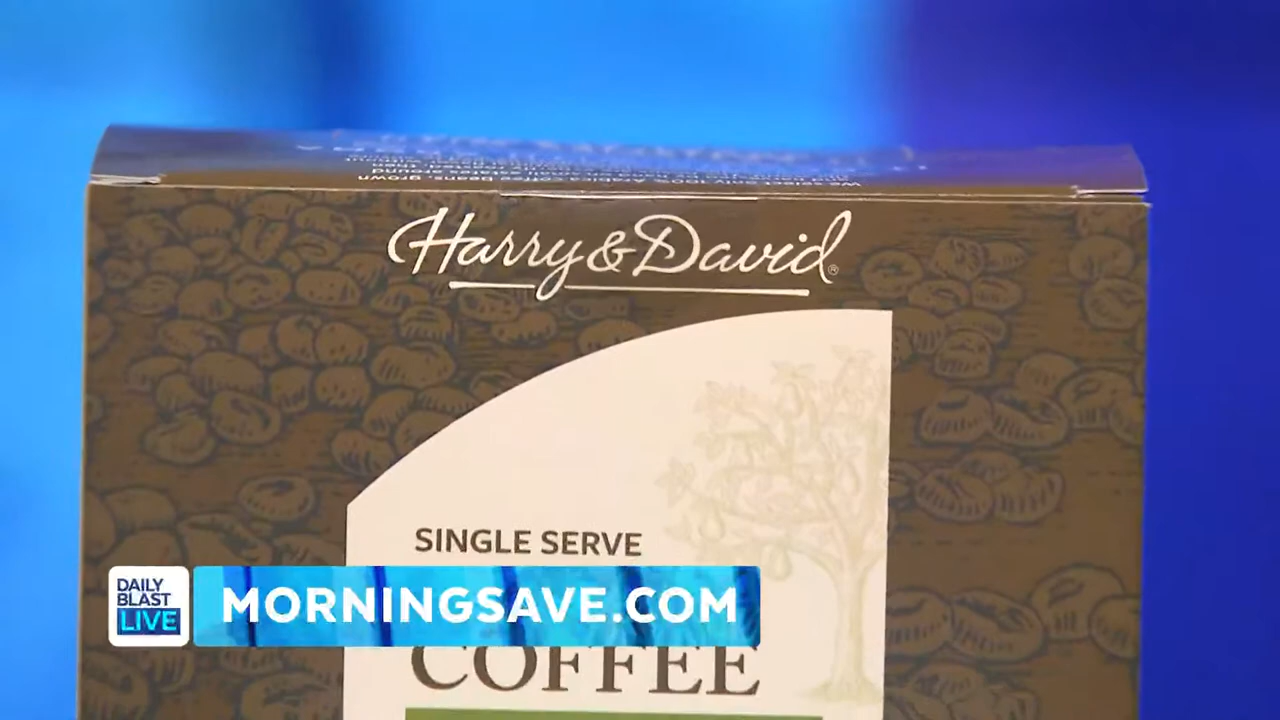 Harry & David®
SINGLE SERVE
DAILY
BLAST
LIVE
MORNINGSAVE.COM
COFFEE